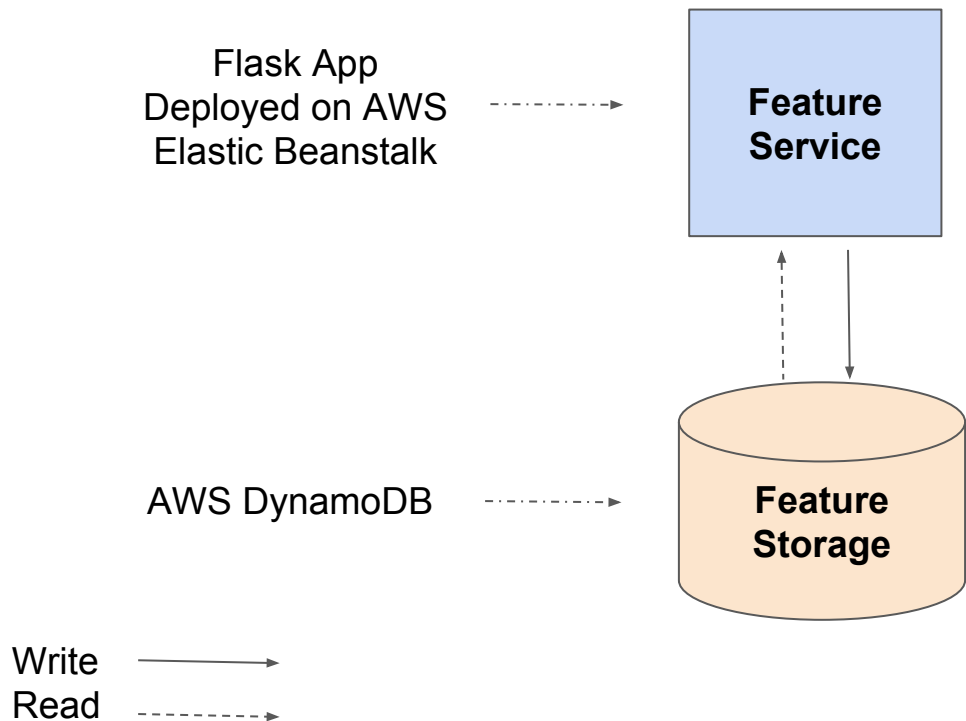 Flask App
Deployed on AWS
Elastic Beanstalk
Feature
Service
AWS DynamoDB
Feature
Storage
Write
Read